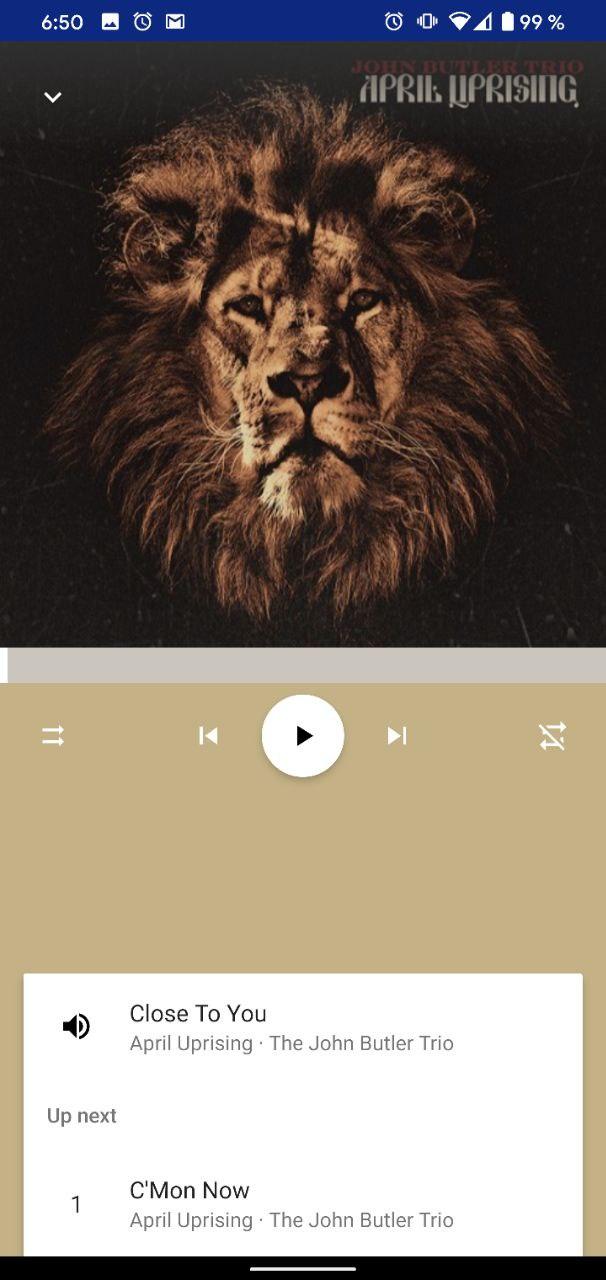 6:50
99 %
JOHN BUTLER TRIO
APRIL UPRISING
Close To You
April Uprising · The John Butler Trio
Up next
1
C'Mon Now
April Uprising · The John Butler Trio